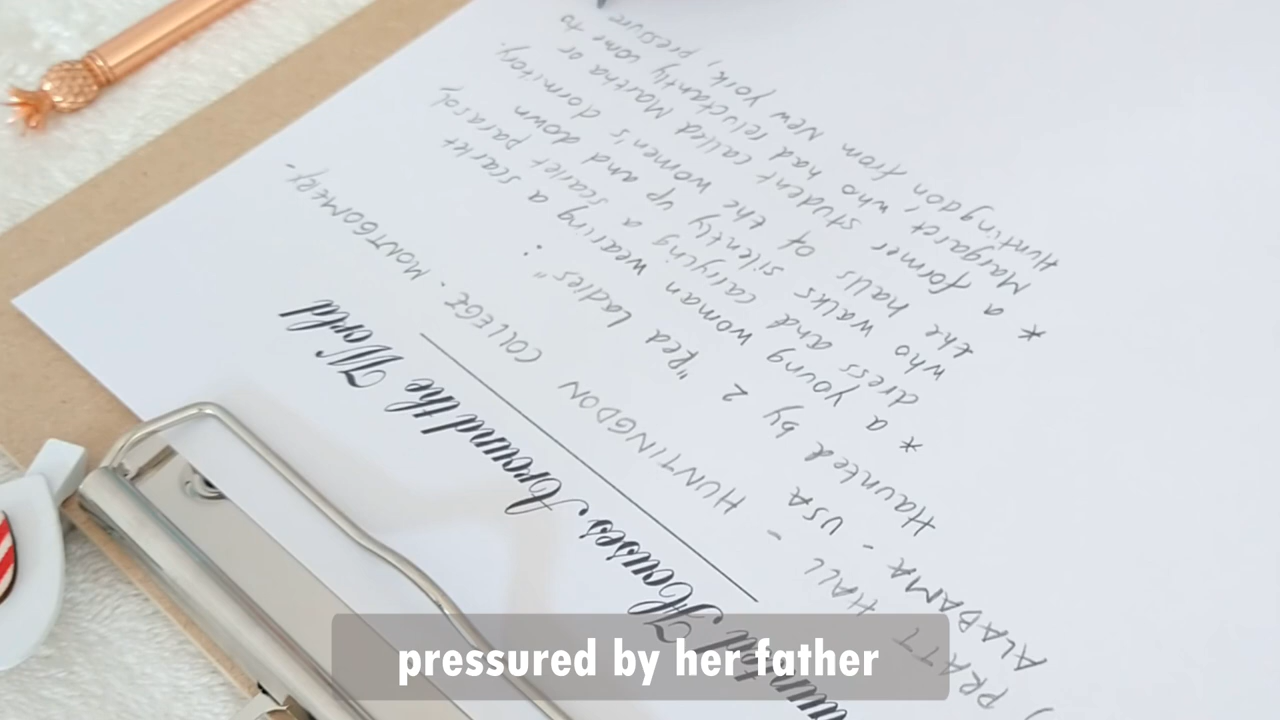 unted Houses Around the World
) PRATT HALL - HUNTINGDON COLLEGE. MONTGOMERY-
ALABAMA - USA
Haunted by 2 "Red Ladies" :
* a young woman wearing a scarlet
dress and carrying a scarlet parasol,
who walks silently up and down
the halls of the women's dormitory.
* a former student called Martha or
Margaret, who had reluctantly come to
Huntingdon from New York, pressure
pressured by her father